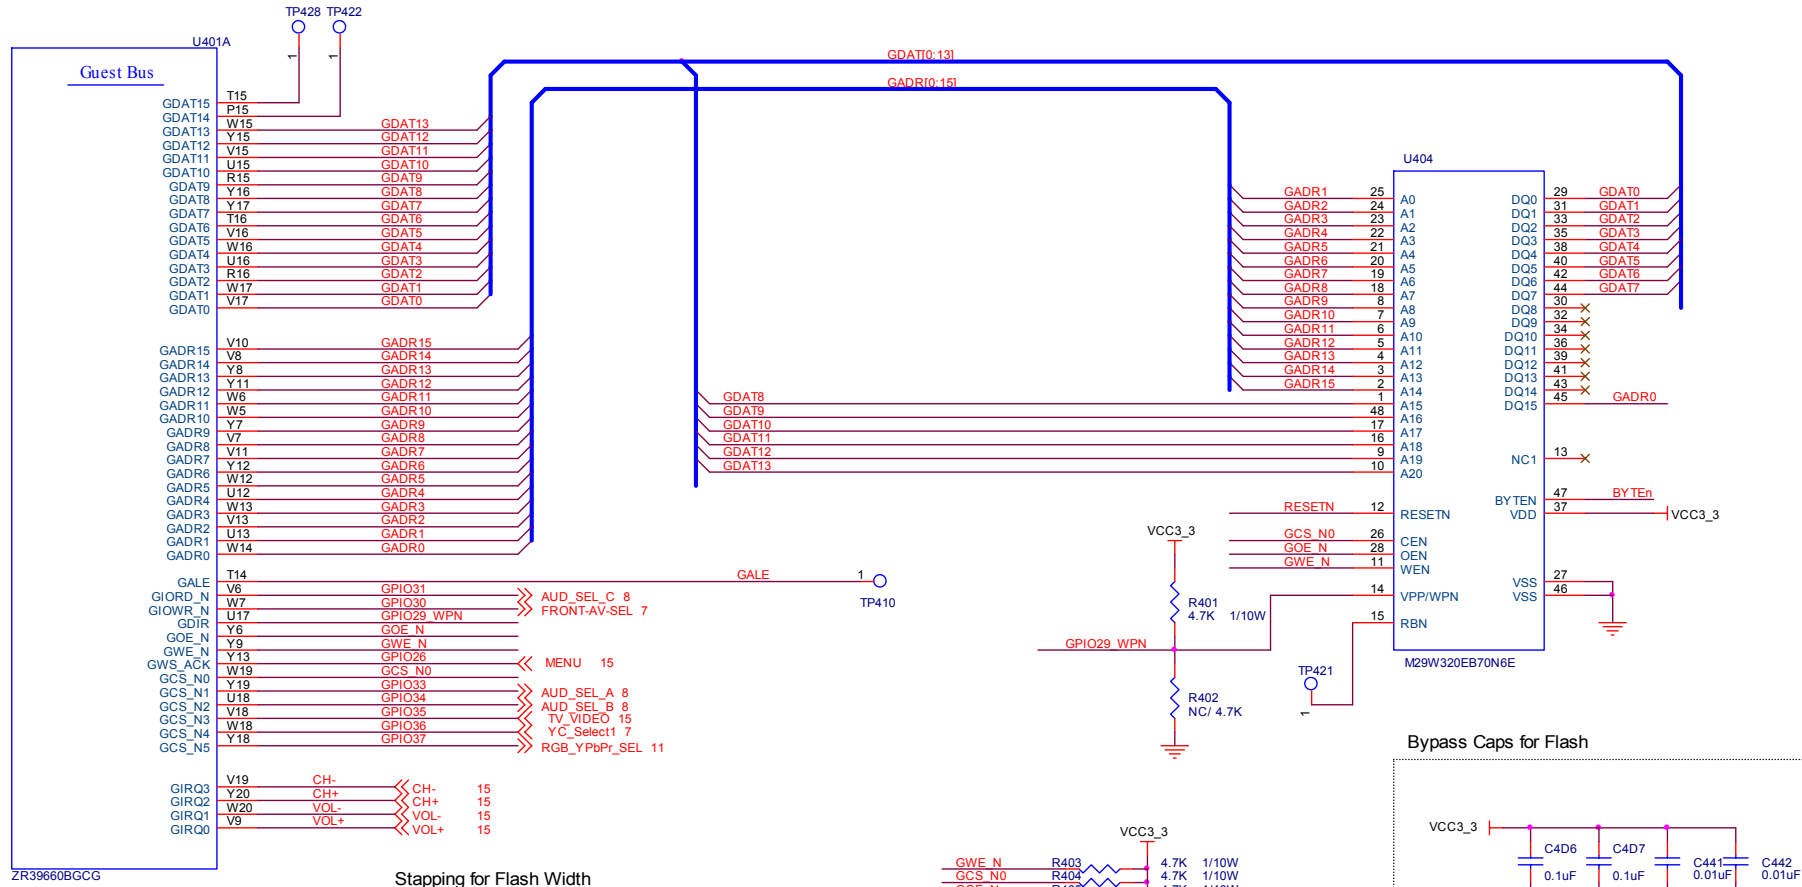 TP428 TP422
1 1
U401A
Guest Bus
GDAT[0:13]
GADR[0:15]
GDAT15 T15
GDAT14 P15
GDAT13 W15 GDAT13
GDAT12 Y15 GDAT12
GDAT11 V15 GDAT11
GDAT10 U15 GDAT10
GDAT9 R15 GDAT9
GDAT8 Y16 GDAT8
GDAT7 Y17 GDAT7
GDAT6 T16 GDAT6
GDAT5 V16 GDAT5
GDAT4 W16 GDAT4
GDAT3 U16 GDAT3
GDAT2 R16 GDAT2
GDAT1 W17 GDAT1
GDAT0 V17 GDAT0
GADR15 V10 GADR15
GADR14 V8 GADR14
GADR13 Y8 GADR13
GADR12 Y11 GADR12
GADR11 W6 GADR11
GADR10 W5 GADR10
GADR9 Y7 GADR9
GADR8 V7 GADR8
GADR7 V11 GADR7
GADR6 Y12 GADR6
GADR5 W12 GADR5
GADR4 U12 GADR4
GADR3 W13 GADR3
GADR2 V13 GADR2
GADR1 U13 GADR1
GADR0 W14 GADR0
GALE T14 GALE 1
TP410
GIORD_N V6 GPIO31 AUD_SEL_C 8
GIOWR_N W7 GPIO30 FRONT-AV-SEL 7
GDIR U17 GPIO29_WPN
GOE_N Y6 GOE_N
GWE_N Y9 GWE_N
GWS_ACK Y13 GPIO26 MENU 15
GCS_N0 W19 GCS_N0
GCS_N1 Y19 GPIO33 AUD_SEL_A 8
GCS_N2 U18 GPIO34 AUD_SEL_B 8
GCS_N3 V18 GPIO35 TV_VIDEO 15
GCS_N4 W18 GPIO36 YC_Select1 7
GCS_N5 Y18 GPIO37 RGB_YPbPr_SEL 11
GIRQ3 V19 CH- CH- 15
GIRQ2 Y20 CH+ CH+ 15
GIRQ1 W20 VOL- VOL- 15
GIRQ0 V9 VOL+ VOL+ 15
ZR39660BGCG
Stapping for Flash Width
U404
GADR1 25 A0 DQ0 29 GDAT0
GADR2 24 A1 DQ1 31 GDAT1
GADR3 23 A2 DQ2 33 GDAT2
GADR4 22 A3 DQ3 35 GDAT3
GADR5 21 A4 DQ4 38 GDAT4
GADR6 20 A5 DQ5 40 GDAT5
GADR7 19 A6 DQ6 42 GDAT6
GADR8 18 A7 DQ7 44 GDAT7
GADR9 8 A8 DQ8 30
GADR10 7 A9 DQ9 32
GADR11 6 A10 DQ10 34
GADR12 5 A11 DQ11 36
GADR13 4 A12 DQ12 39
GADR14 3 A13 DQ13 41
GADR15 2 A14 DQ14 43
GDAT8 1 A15 DQ15 45 GADR0
GDAT9 48 A16
GDAT10 17 A17
GDAT11 16 A18
GDAT12 9 A19 NC1 13
GDAT13 10 A20
BYTEN 47 BYTEn
RESETN 12 RESETN VDD 37 VCC3_3
GCS_N0 26 CEN
GOE_N 28 OEN
GWE_N 11 WEN
VSS 27
14 VPP/WPN VSS 46
15 RBN
M29W320EB70N6E
VCC3_3
R401
4.7K 1/10W
GPIO29_WPN
R402
NC/ 4.7K
TP421
1
VCC3_3
GWE_N R403 4.7K 1/10W
GCS_N0 R404 4.7K 1/10W
Bypass Caps for Flash
VCC3_3
C4D6 C4D7 C441 C442
0.1uF 0.1uF 0.01uF 0.01uF